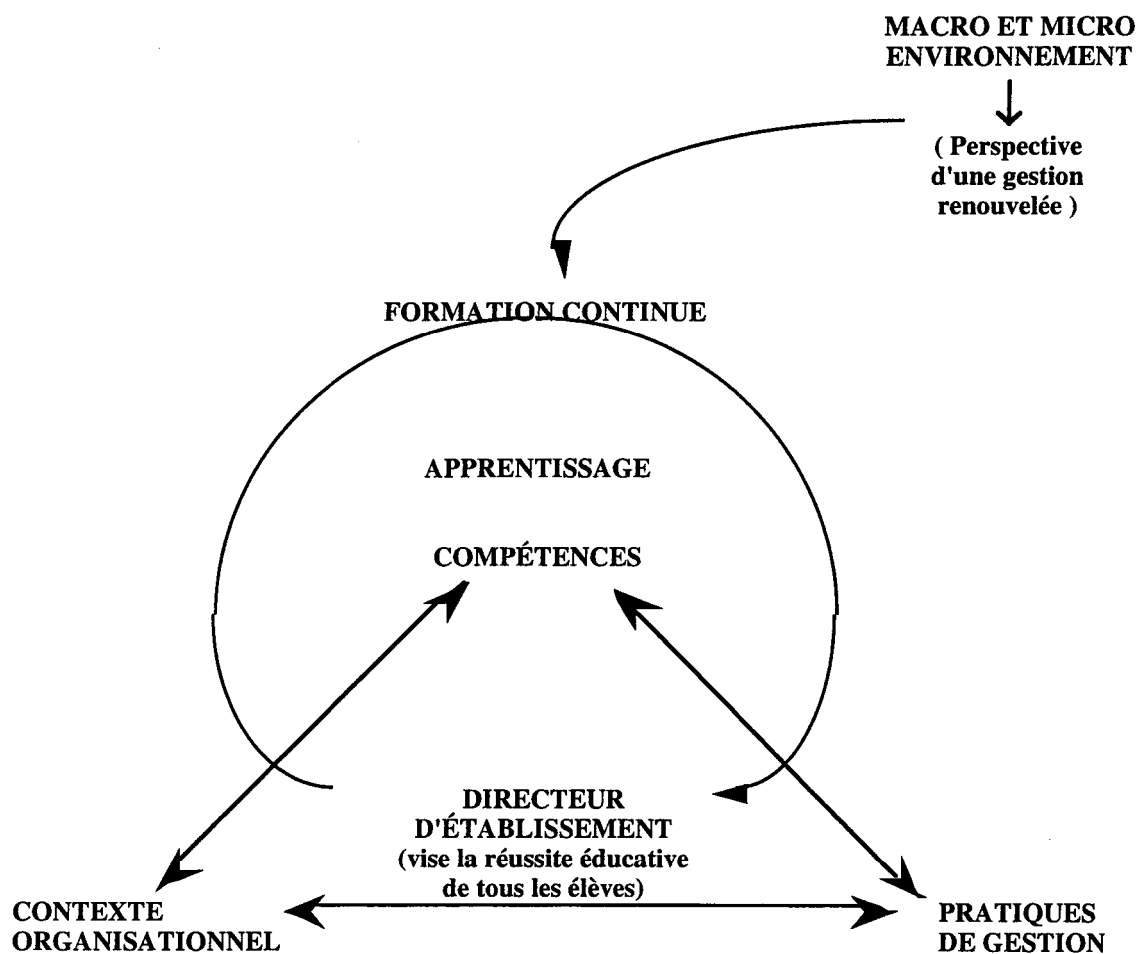 MACRO ET MICRO
ENVIRONNEMENT
( Perspective
d'une gestion
renouvelée )
FORMATION CONTINUE
APPRENTISSAGE
COMPÉTENCES
DIRECTEUR
D'ÉTABLISSEMENT
(vise la réussite éducative
de tous les élèves)
CONTEXTE
ORGANISATIONNEL
PRATIQUES
DE GESTION